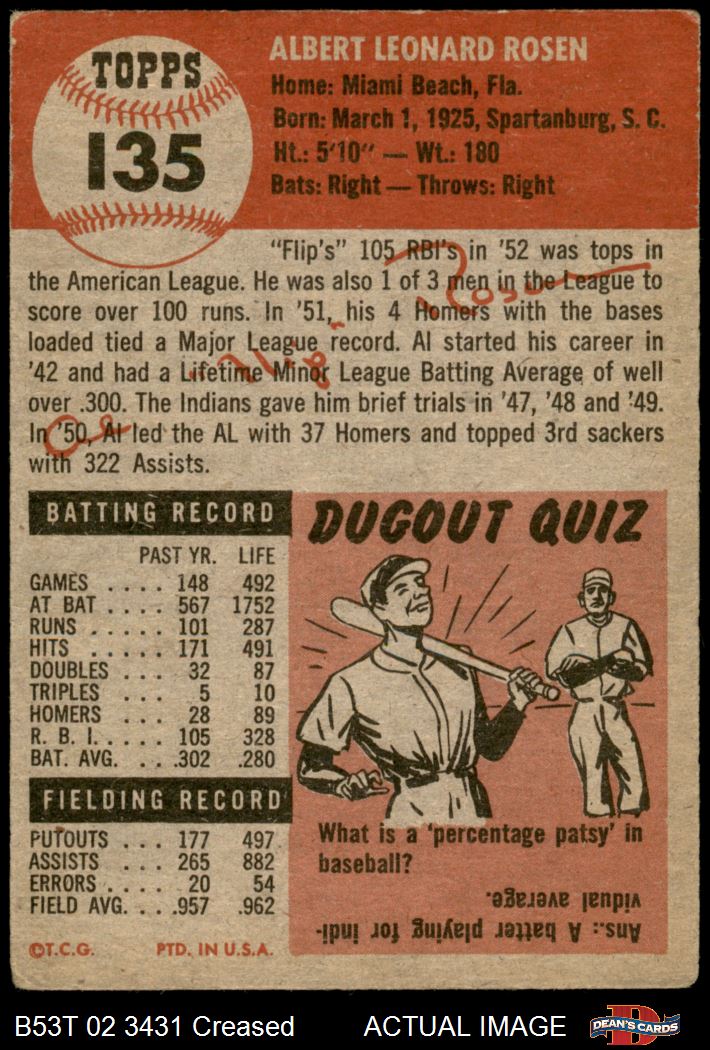 TOPPS
135
ALBERT LEONARD ROSEN
Home: Miami Beach, Fla.
Born: March 1, 1925, Spartanburg, S. C.
Ht.: 5'10" — Wt.: 180
Bats: Right — Throws: Right
"Flip's" 105 RBI's in '52 was tops in
the American League. He was also 1 of 3 men in the League to
score over 100 runs. In '51, his 4 Homers with the bases
loaded tied a Major League record. Al started his career in
'42 and had a Lifetime Minor League Batting Average of well
over .300. The Indians gave him brief trials in '47, '48 and '49.
In '50, Al led the AL with 37 Homers and topped 3rd sackers
with 322 Assists.
Al "Flip" Rosen
BATTING RECORD
PAST YR. LIFE
GAMES .... 148 492
AT BAT .... 567 1752
RUNS ..... 101 287
HITS ..... 171 491
DOUBLES ... 32 87
TRIPLES ... 5 10
HOMERS ... 28 89
R. B. I. .... 105 328
BAT. AVG. ... .302 .280
FIELDING RECORD
PUTOUTS ... 177 497
ASSISTS ... 265 882
ERRORS .... 20 54
FIELD AVG. ... .957 .962
©T.C.G. PTD. IN U.S.A.
DUGOUT QUIZ
What is a 'percentage patsy' in
baseball?
Ans.: A batter playing for indi-
vidual average.
B53T 02 3431 Creased ACTUAL IMAGE
D
DEAN'S CARDS